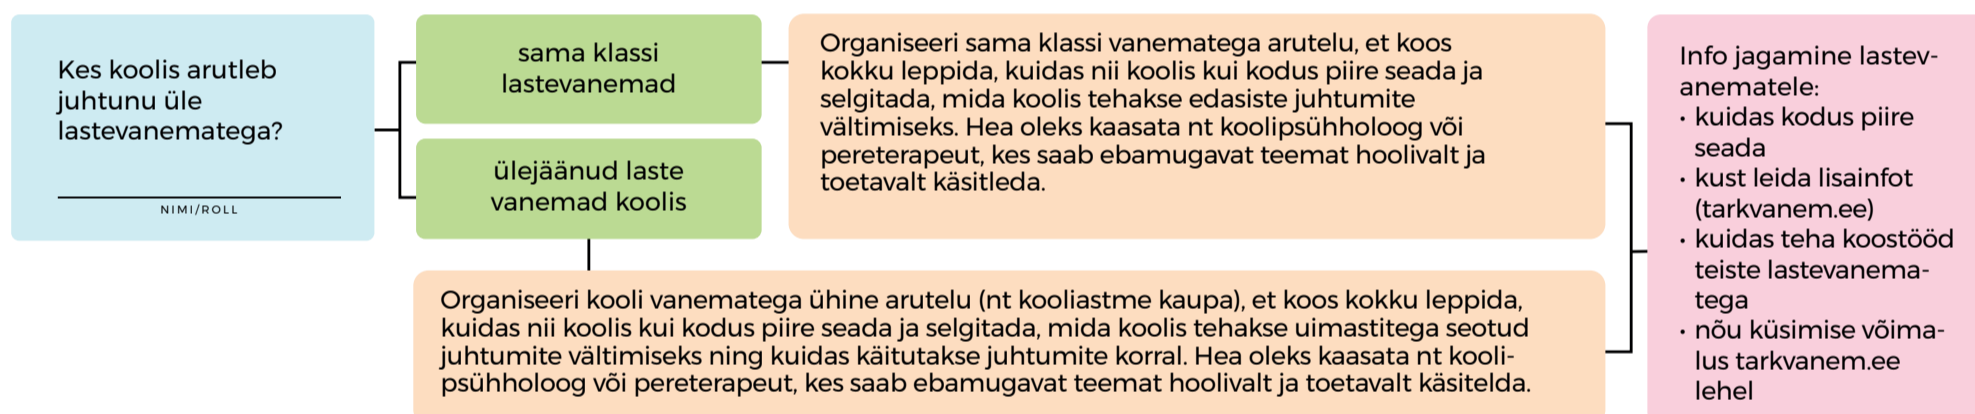 Kes koolis arutleb
juhtunu üle
lastevanematega?
NIMI/ROLL
sama klassi
lastevanemad
ülejäänud laste
vanemad koolis
Organiseeri sama klassi vanematega arutelu, et koos
kokku leppida, kuidas nii koolis kui kodus piire seada ja
selgitada, mida koolis tehakse edasiste juhtumite
vältimiseks. Hea oleks kaasata nt koolipsühholoog või
pereterapeut, kes saab ebamugavat teemat hoolivalt ja
toetavalt käsitleda.
Organiseeri kooli vanematega ühine arutelu (nt kooliastme kaupa), et koos kokku leppida,
kuidas nii koolis kui kodus piire seada ja selgitada, mida koolis tehakse uimastitega seotud
juhtumite vältimiseks ning kuidas käitutakse juhtumite korral. Hea oleks kaasata nt kooli-
psühholoog või pereterapeut, kes saab ebamugavat teemat hoolivalt ja toetavalt käsitelda.
Info jagamine lastev-
anematele:
• kuidas kodus piire
seada
• kust leida lisainfot
(tarkvanem.ee)
• kuidas teha koostööd
teiste lastevanema-
tega
• nõu küsimise võima-
lus tarkvanem.ee
lehel